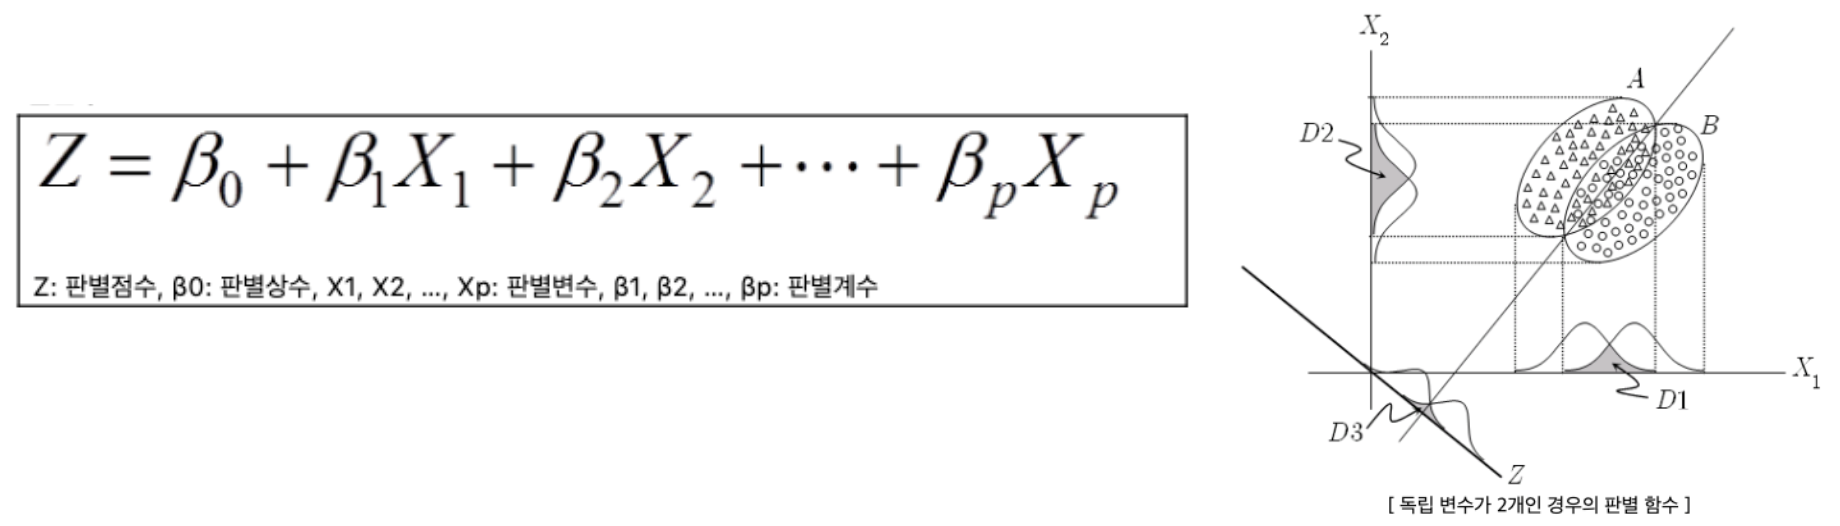 Z = β0 + β1X1 + β2X2 + ⋯ + βpXp
Z: 판별점수, β0: 판별상수, X1, X2, ..., Xp: 판별변수, β1, β2, ..., βp: 판별계수
X2
A
B
D2
X1
D1
D3
Z
[ 독립 변수가 2개인 경우의 판별 함수 ]